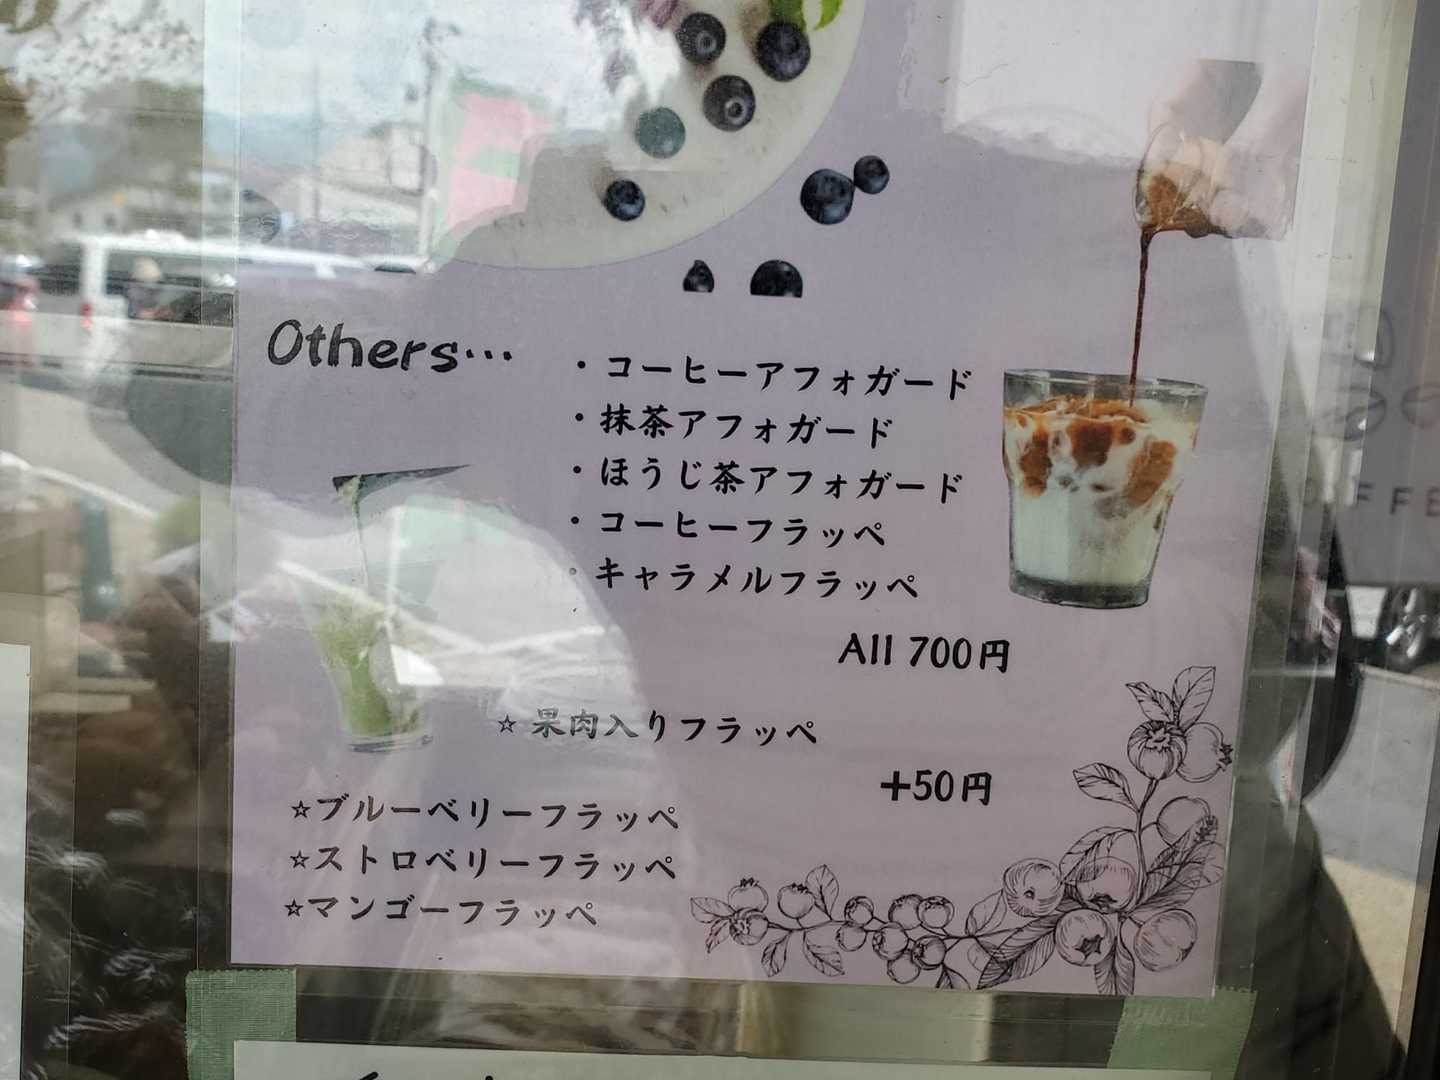 Others…
・コーヒーアフォガード
・抹茶アフォガード
・ほうじ茶アフォガード
・コーヒーフラッペ
・キャラメルフラッペ
All 700円
☆果肉入りフラッペ
+50円
☆ブルーベリーフラッペ
☆ストロベリーフラッペ
☆マンゴーフラッペ